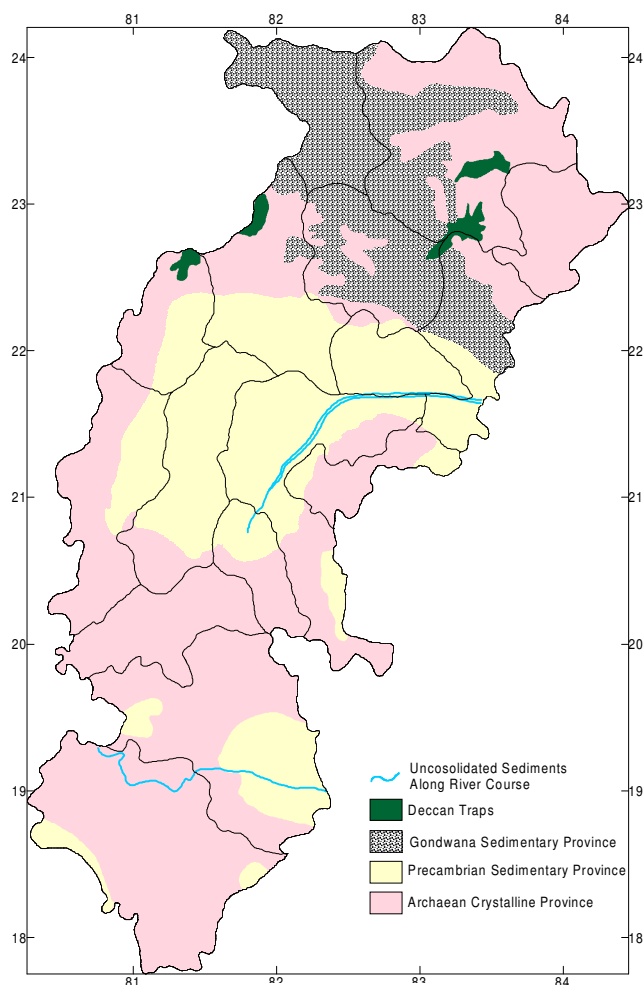 81 82 83 84
24 24
23 23
22 22
21 21
20 20
19 19
18 18
Uncosolidated Sediments
Along River Course
Deccan Traps
Gondwana Sedimentary Province
Precambrian Sedimentary Province
Archaean Crystalline Province
81 82 83 84